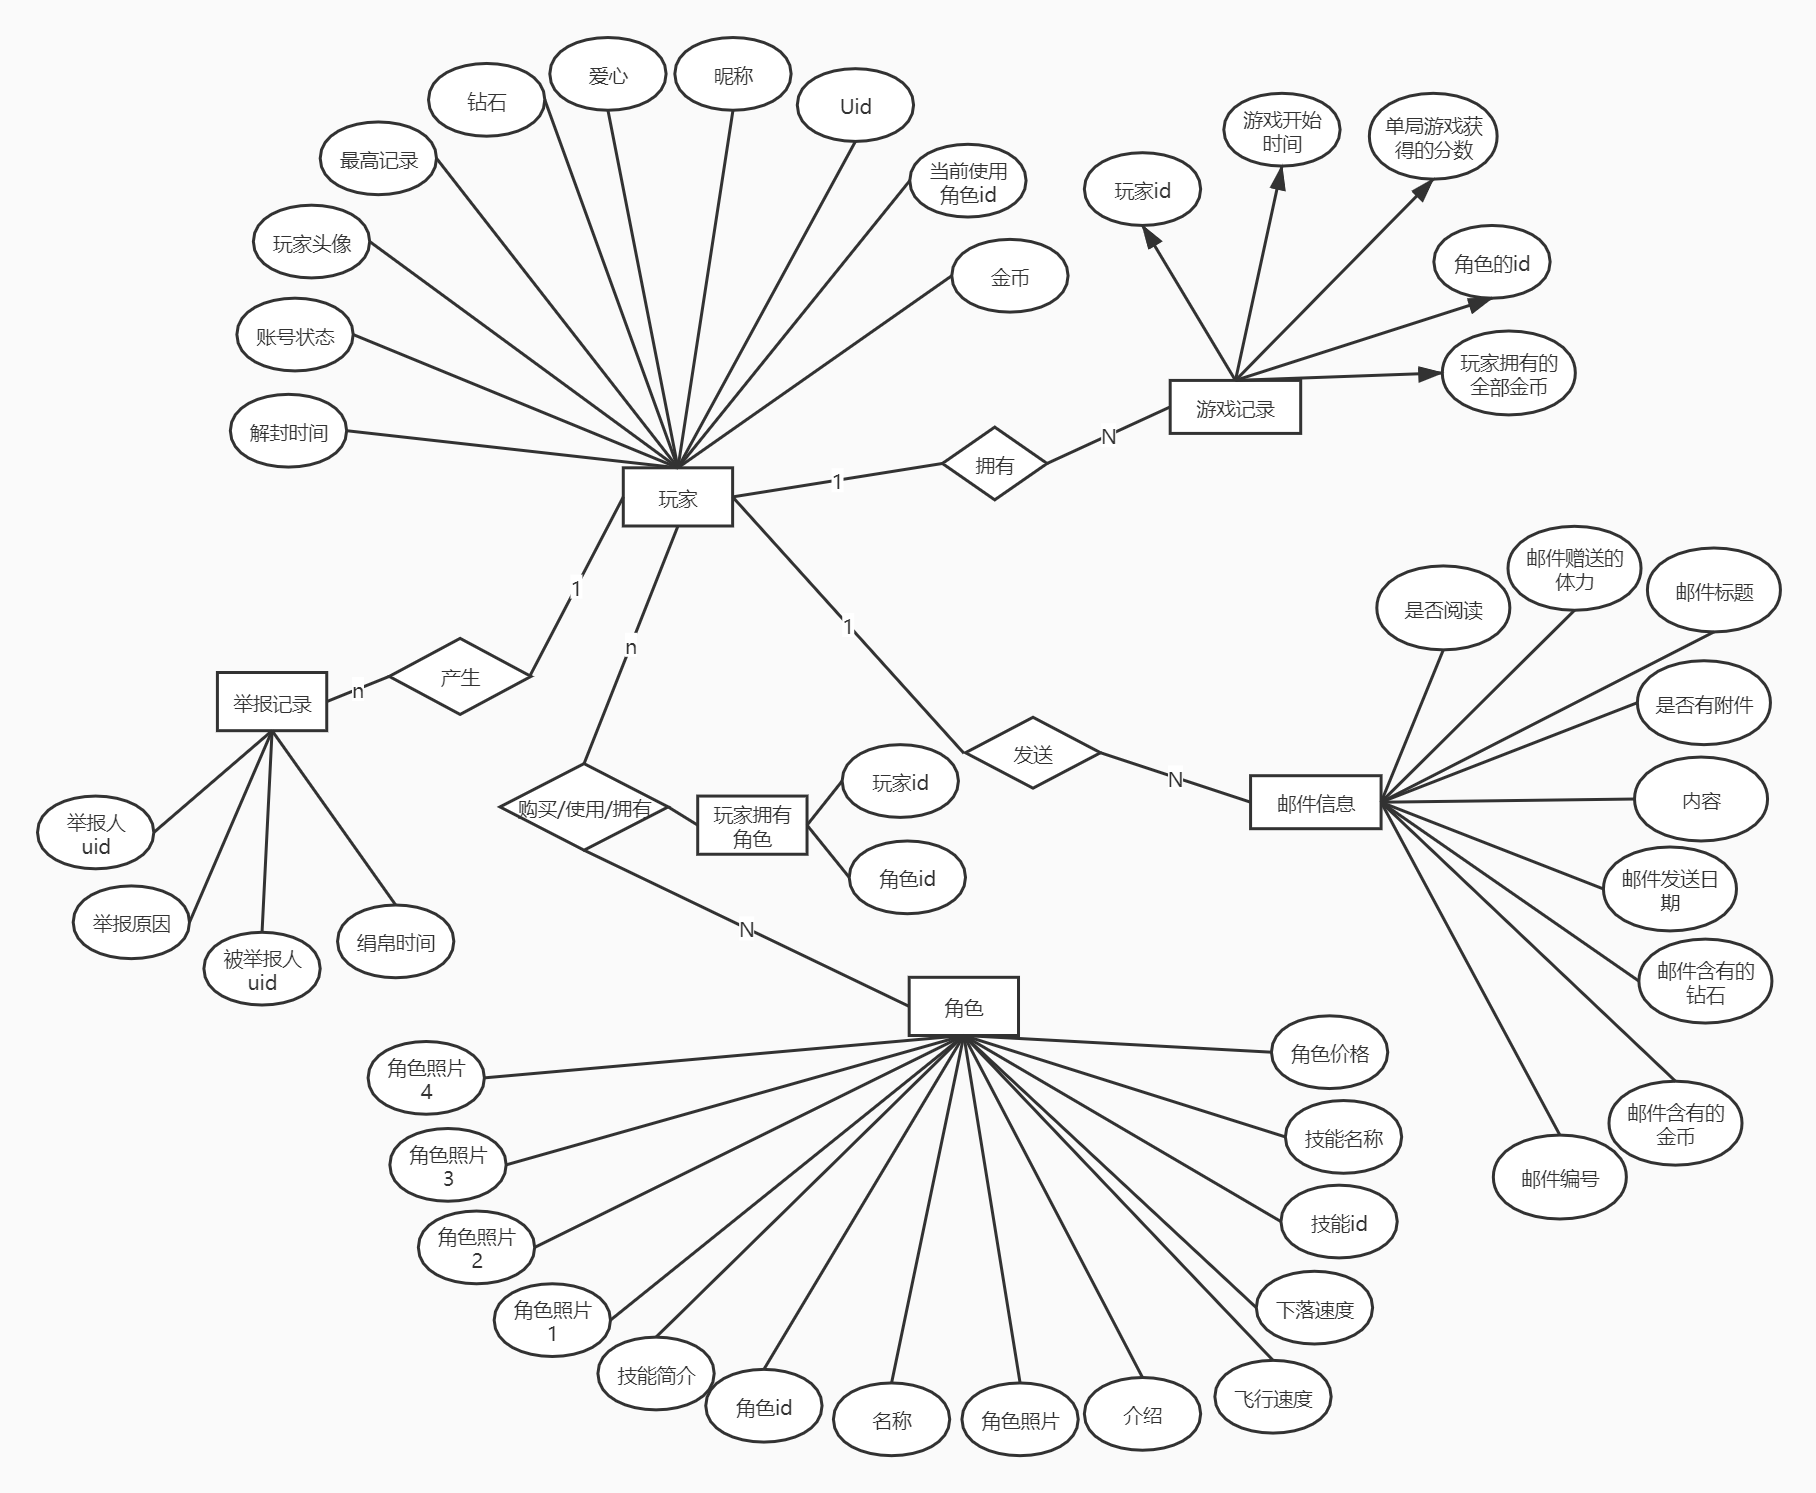 爱心
昵称
钻石
Uid
最高记录
当前使用
角色id
玩家头像
金币
账号状态
解封时间
玩家
游戏开始
时间
单局游戏获
得的分数
玩家id
角色的id
玩家拥有的
全部金币
游戏记录
拥有
1
N
1
n
1
产生
n
举报记录
举报人
uid
举报原因
被举报人
uid
绢帛时间
购买/使用/拥有
玩家拥有
角色
玩家id
角色id
N
发送
N
邮件信息
是否阅读
邮件赠送的
体力
邮件标题
是否有附件
内容
邮件发送日
期
邮件含有的
钻石
邮件含有的
金币
邮件编号
角色
角色照片
4
角色照片
3
角色照片
2
角色照片
1
技能简介
角色id
名称
角色照片
介绍
飞行速度
下落速度
技能id
技能名称
角色价格